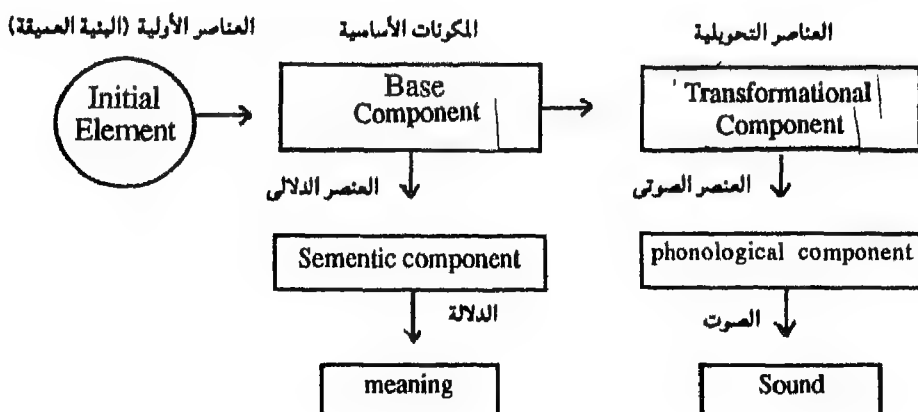 العناصر الأولية (البنية العميقة)
المكونات الأساسية
العناصر التحويلية
Initial
Element
Base
Component
Transformational
Component
العنصر الدلالى
العنصر الصوتى
Sementic component
phonological component
الدلالة
الصوت
meaning
Sound